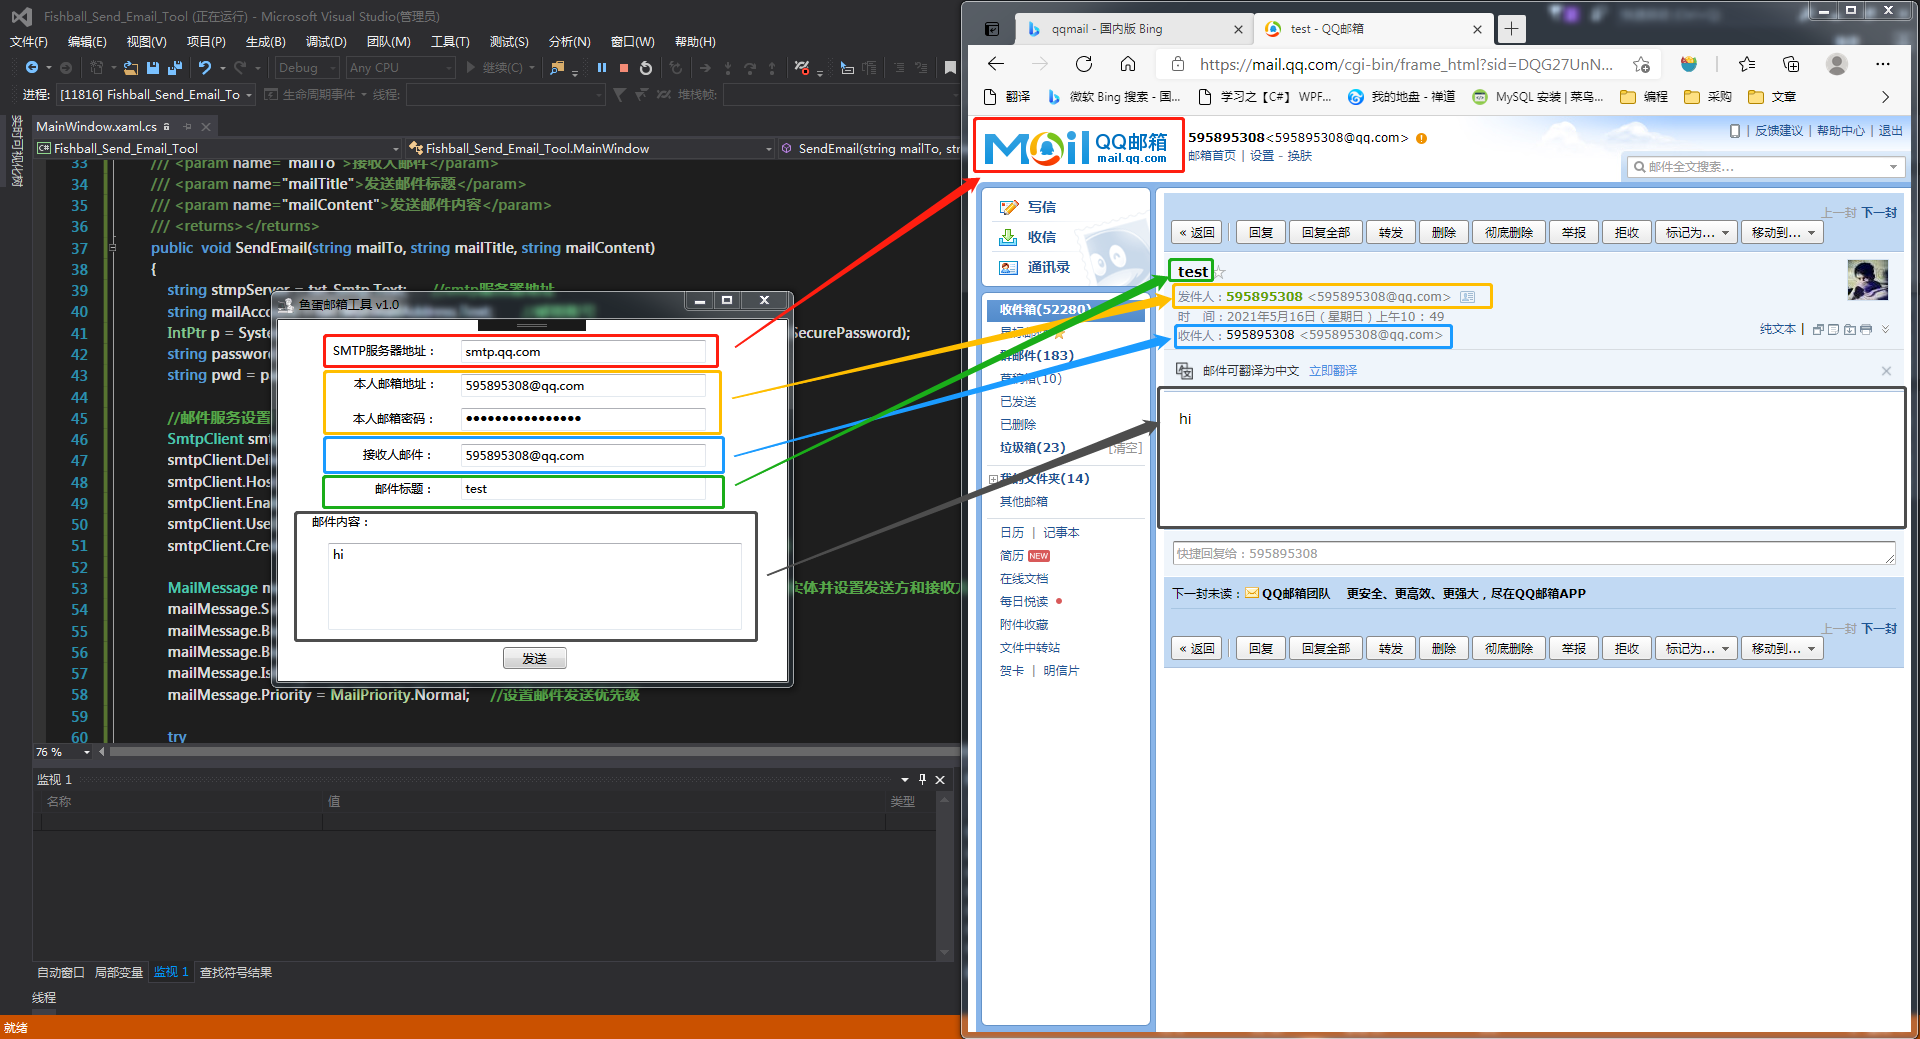 Fishball_Send_Email_Tool (正在运行) - Microsoft Visual Studio(管理员)
文件(F) 编辑(E) 视图(V) 项目(P) 生成(B) 调试(D) 团队(M) 工具(T) 测试(S) 分析(N) 窗口(W) 帮助(H)
Debug Any CPU 继续(C)
进程: [11816] Fishball_Send_Email_To 生命周期事件 线程: 堆栈帧:
MainWindow.xaml.cs
Fishball_Send_Email_Tool Fishball_Send_Email_Tool.MainWindow SendEmail(string mailTo, str
33 /// <param name="mailTo">接收人邮件</param>
34 /// <param name="mailTitle">发送邮件标题</param>
35 /// <param name="mailContent">发送邮件内容</param>
36 /// <returns></returns>
37 public void SendEmail(string mailTo, string mailTitle, string mailContent)
38 {
39 string stmpServer = txt_Smtp.Text; //smtp服务器地址
40 string mailAcco
41 IntPtr p = Syste ecurePassword);
42 string password
43 string pwd = p
44
45 //邮件服务设置
46 SmtpClient smt
47 smtpClient.Deli
48 smtpClient.Hos
49 smtpClient.Ena
50 smtpClient.Use
51 smtpClient.Cre
52
53 MailMessage m 实体并设置发送方和接收
54 mailMessage.S
55 mailMessage.B
56 mailMessage.B
57 mailMessage.Is
58 mailMessage.Priority = MailPriority.Normal; //设置邮件发送优先级
59
60 try
76 %
监视 1
名称 值 类型
自动窗口 局部变量 监视 1 查找符号结果
线程
就绪
鱼蛋邮箱工具 v1.0
SMTP服务器地址： smtp.qq.com
本人邮箱地址： 595895308@qq.com
本人邮箱密码： ●●●●●●●●●●●●●●●●
接收人邮件： 595895308@qq.com
邮件标题： test
邮件内容：
hi
发送
qqmail - 国内版 Bing test - QQ邮箱
https://mail.qq.com/cgi-bin/frame_html?sid=DQG27UnN...
翻译 微软 Bing 搜索 - 国... 学习之【C#】 WPF... 我的地盘 - 禅道 MySQL 安装 | 菜鸟... 编程 采购 文章
Mail QQ邮箱
mail.qq.com
595895308<595895308@qq.com>
邮箱首页 | 设置 - 换肤
| 反馈建议 | 帮助中心 | 退出
邮件全文搜索...
写信
收信
通讯录
收件箱(52280)
群邮件(183)
草稿箱(10)
已发送
已删除
垃圾箱(23) [清空]
我的文件夹(14)
其他邮箱
日历 | 记事本
简历 NEW
在线文档
每日悦读
附件收藏
文件中转站
贺卡 | 明信片
上一封 下一封
« 返回 回复 回复全部 转发 删除 彻底删除 举报 拒收 标记为... 移动到...
test
发件人：595895308 <595895308@qq.com>
时 间：2021年5月16日（星期日）上午10：49
收件人：595895308 <595895308@qq.com>
纯文本 |
邮件可翻译为中文 立即翻译
hi
快捷回复给：595895308
下一封未读： QQ邮箱团队 更安全、更高效、更强大，尽在QQ邮箱APP
上一封 下一封
« 返回 回复 回复全部 转发 删除 彻底删除 举报 拒收 标记为... 移动到...